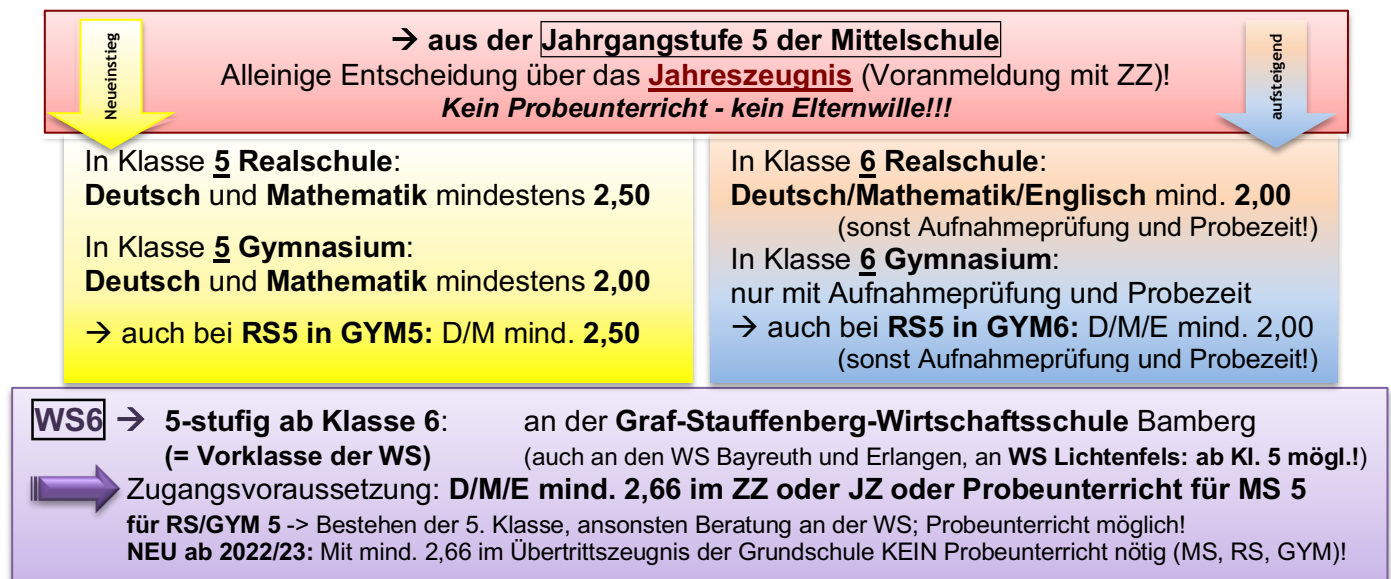 Neueinstieg
→ aus der Jahrgangstufe 5 der Mittelschule
Alleinige Entscheidung über das Jahreszeugnis (Voranmeldung mit ZZ)!
Kein Probeunterricht - kein Elternwille!!!
aufsteigend
In Klasse 5 Realschule:
Deutsch und Mathematik mindestens 2,50
In Klasse 5 Gymnasium:
Deutsch und Mathematik mindestens 2,00
→ auch bei RS5 in GYM5: D/M mind. 2,50
In Klasse 6 Realschule:
Deutsch/Mathematik/Englisch mind. 2,00
(sonst Aufnahmeprüfung und Probezeit!)
In Klasse 6 Gymnasium:
nur mit Aufnahmeprüfung und Probezeit
→ auch bei RS5 in GYM6: D/M/E mind. 2,00
(sonst Aufnahmeprüfung und Probezeit!)
WS6 → 5-stufig ab Klasse 6: an der Graf-Stauffenberg-Wirtschaftsschule Bamberg
(= Vorklasse der WS) (auch an den WS Bayreuth und Erlangen, an WS Lichtenfels: ab Kl. 5 mögl.!)
Zugangsvoraussetzung: D/M/E mind. 2,66 im ZZ oder JZ oder Probeunterricht für MS 5
für RS/GYM 5 -> Bestehen der 5. Klasse, ansonsten Beratung an der WS; Probeunterricht möglich!
NEU ab 2022/23: Mit mind. 2,66 im Übertrittszeugnis der Grundschule KEIN Probeunterricht nötig (MS, RS, GYM)!